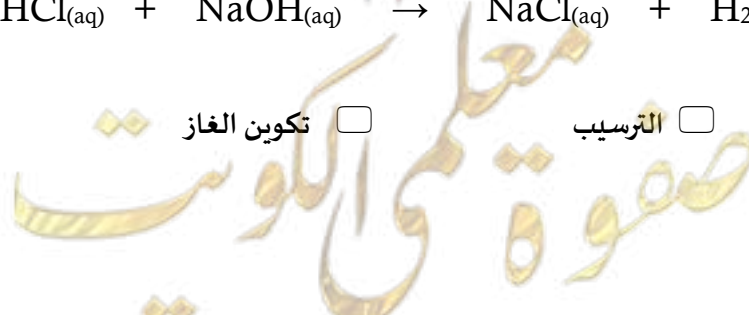 HCl(aq) + NaOH(aq) → NaCl(aq) + H2
☐ الترسيب ☐ تكوين الغاز
صفوة معلمي الكويت